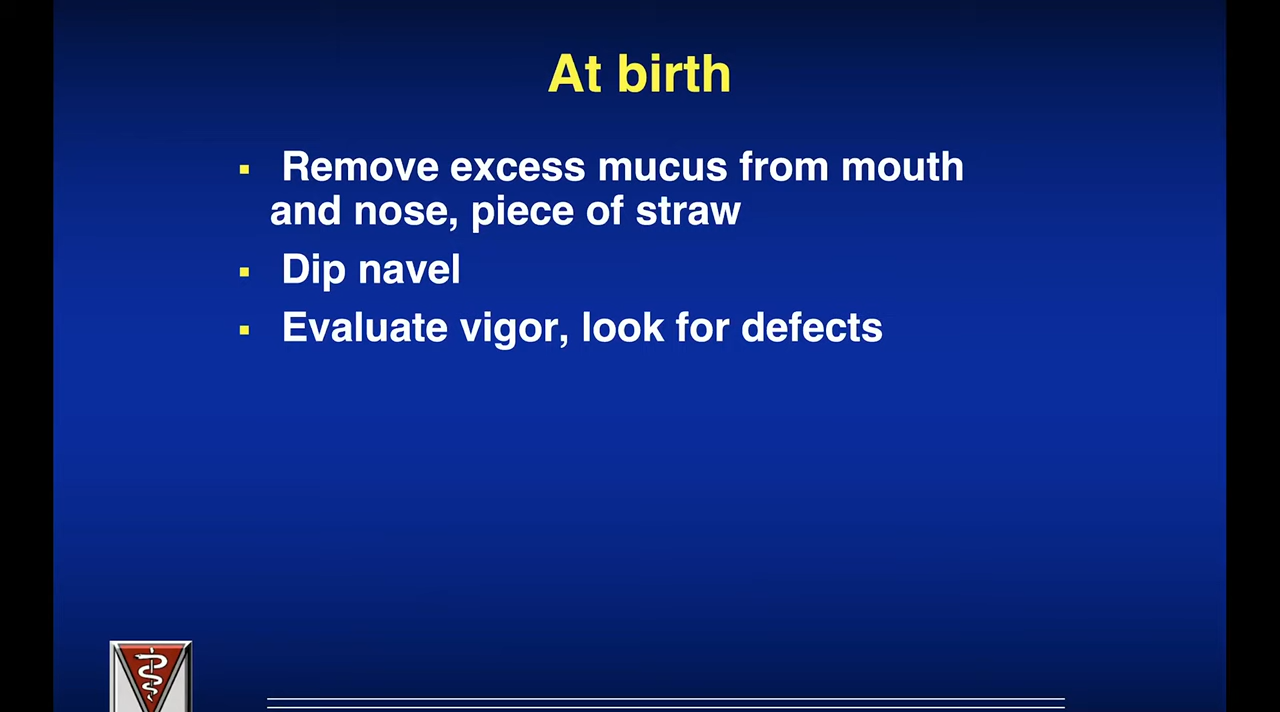 At birth
▪ Remove excess mucus from mouth
and nose, piece of straw
▪ Dip navel
▪ Evaluate vigor, look for defects